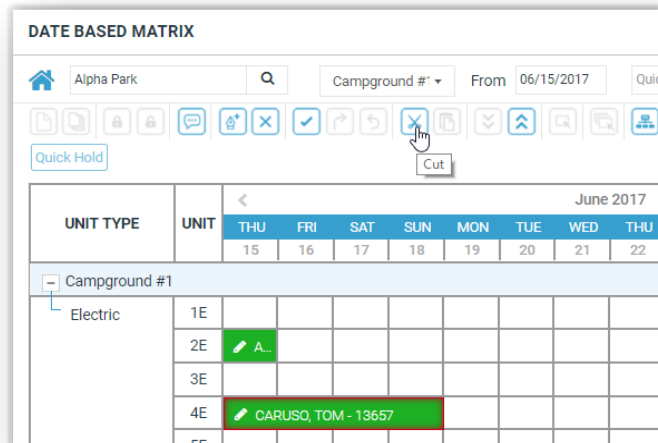 DATE BASED MATRIX
Alpha Park Campground #1 From 06/15/2017
Cut
Quick Hold
UNIT TYPE UNIT June 2017
THU FRI SAT SUN MON TUE WED THU
15 16 17 18 19 20 21 22
Campground #1
Electric 1E
2E A...
3E
4E CARUSO, TOM - 13657